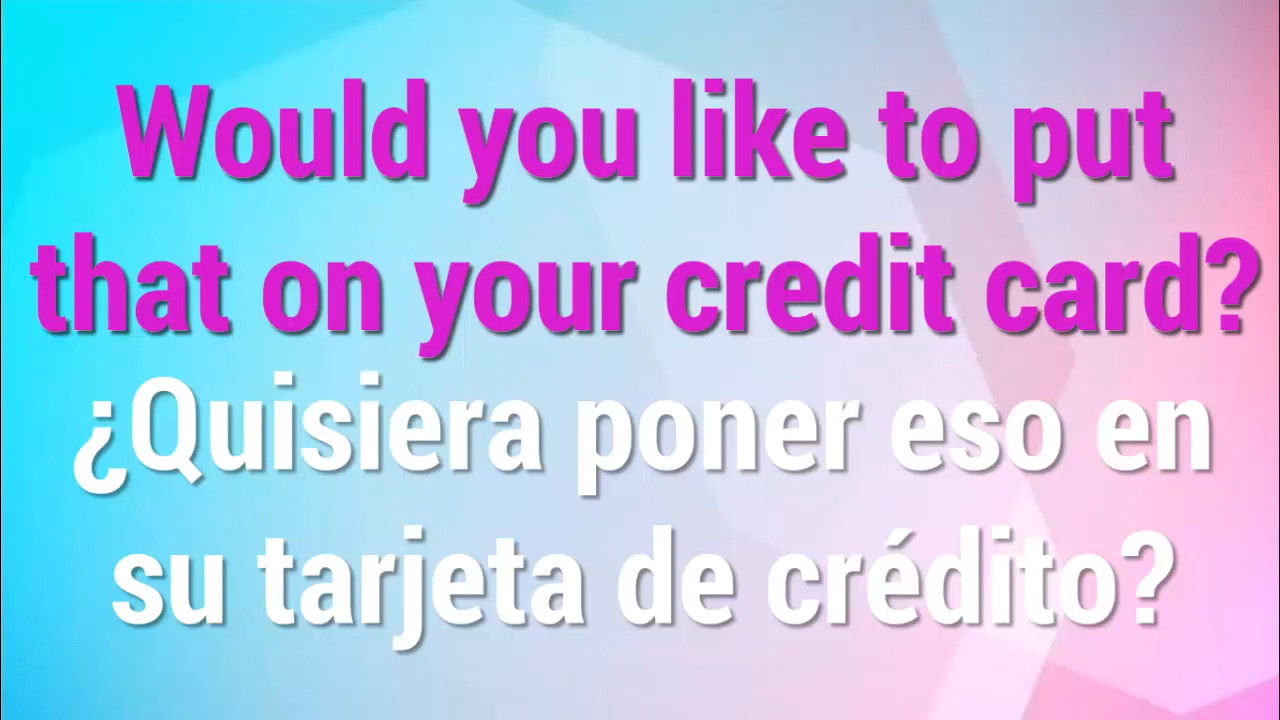 Would you like to put
that on your credit card?
¿Quisiera poner eso en
su tarjeta de crédito?